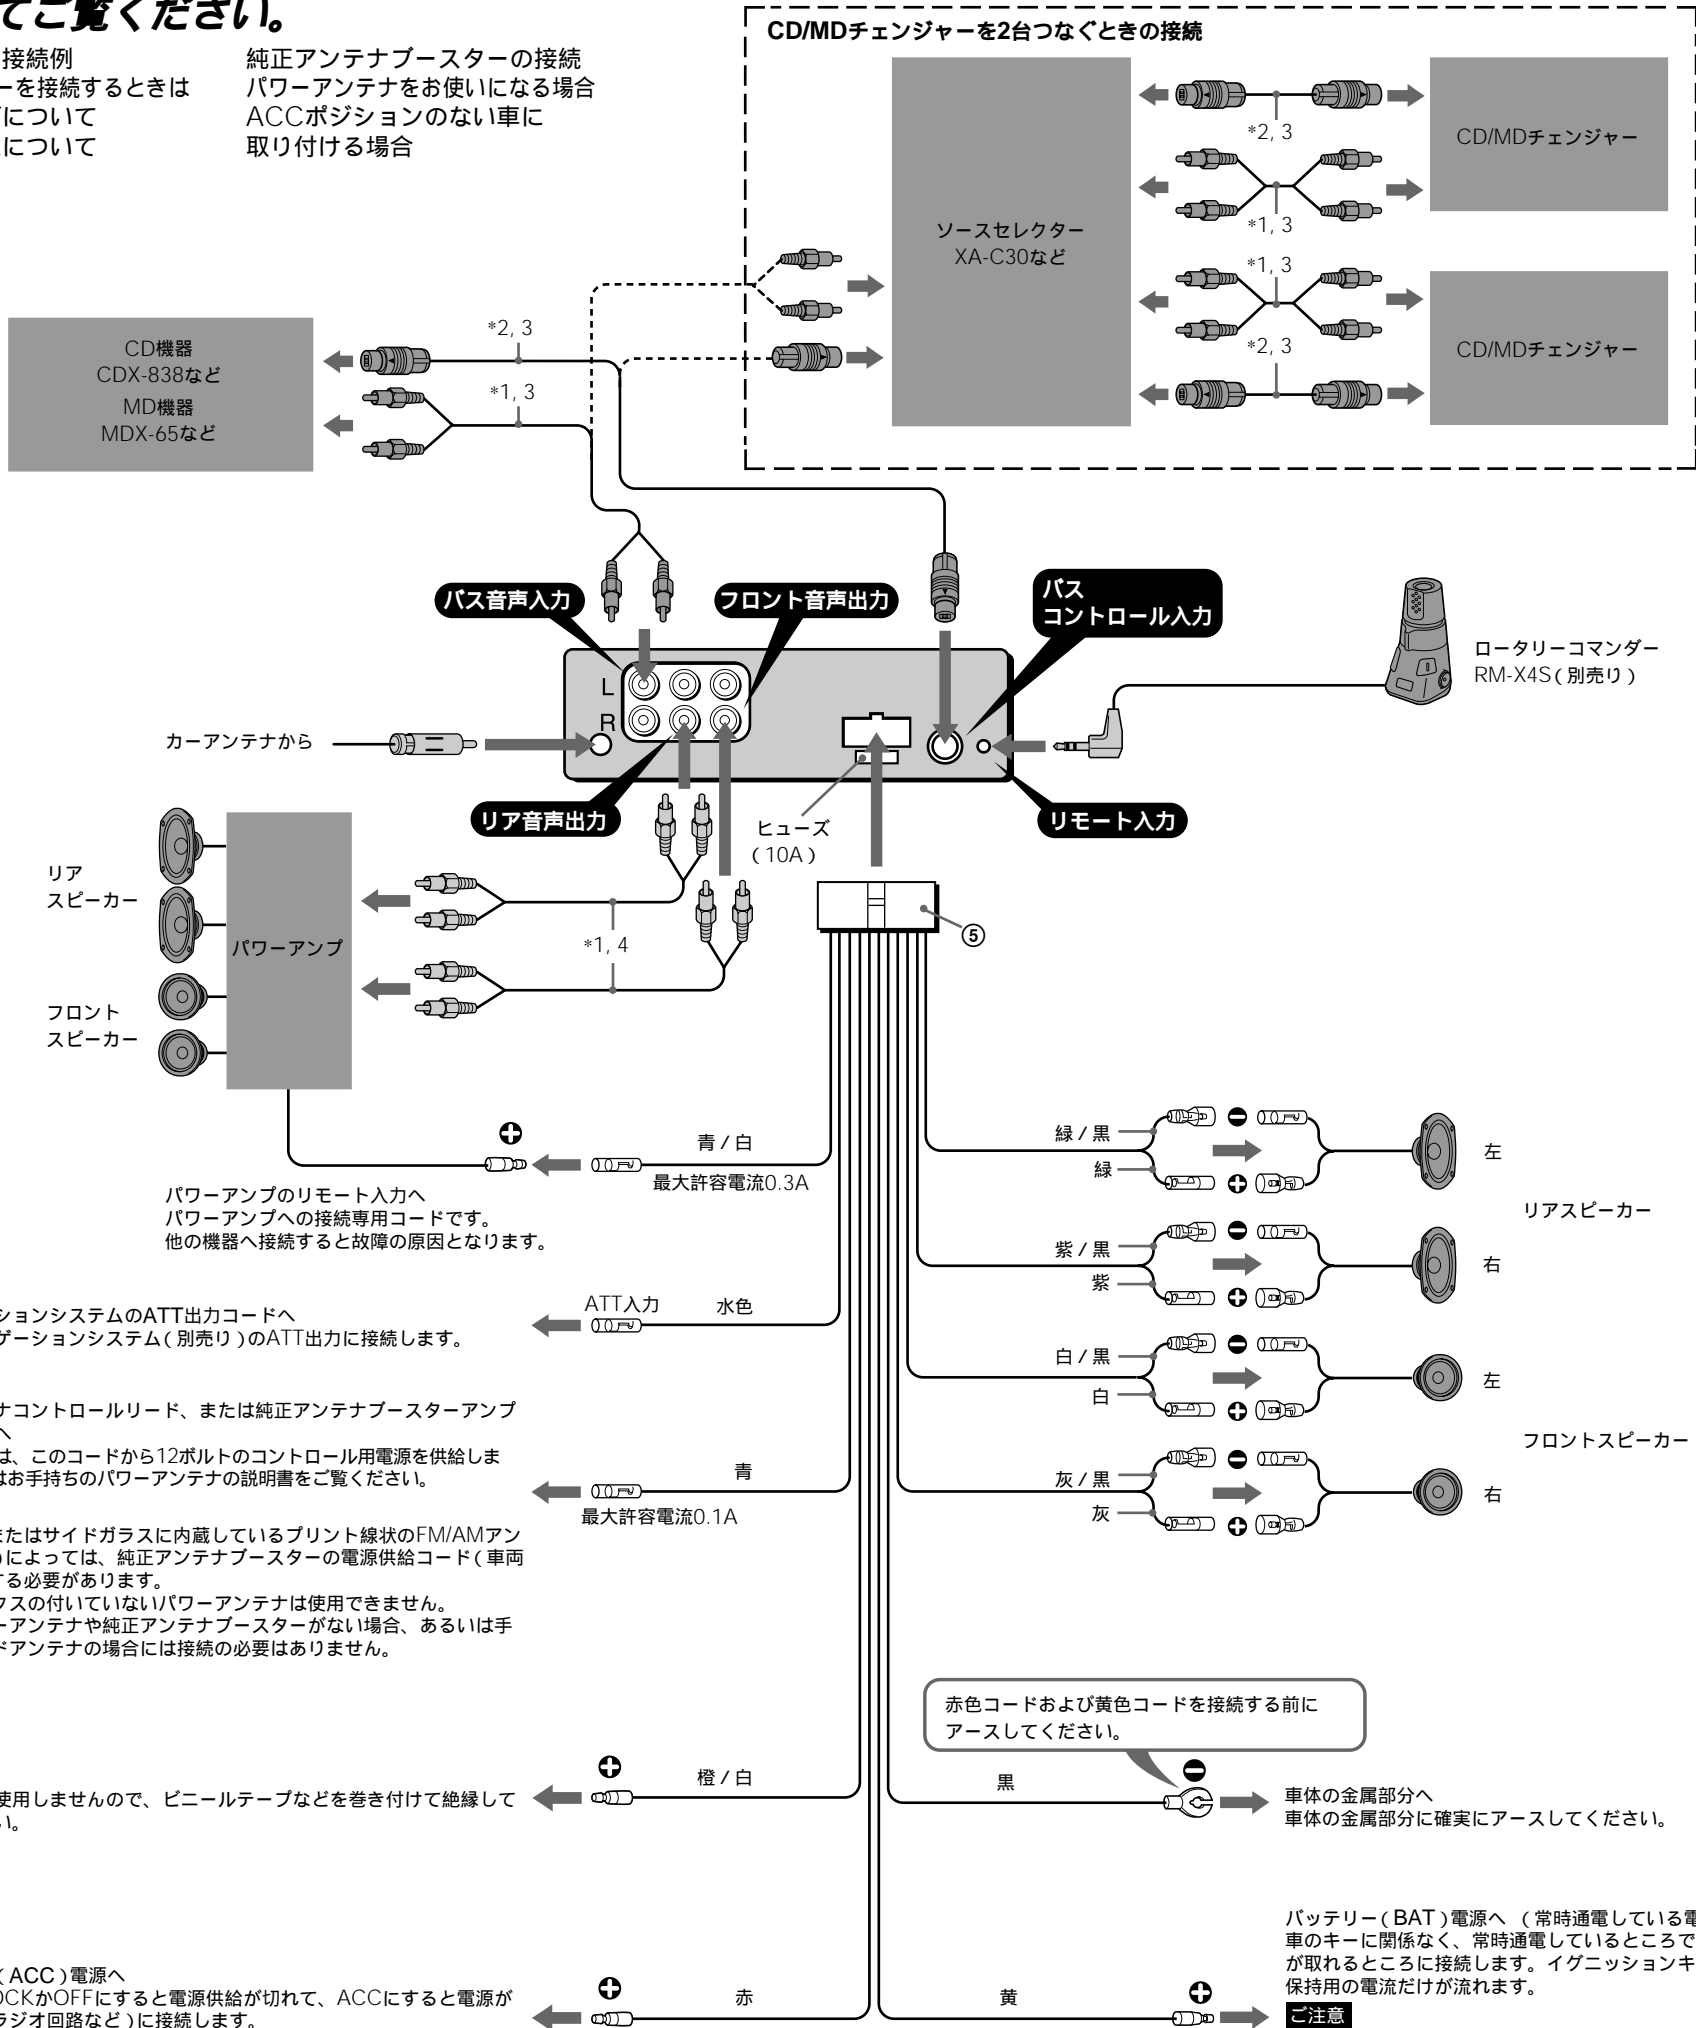 てご覧ください。
接続例
ーを接続するときは
について
について
純正アンテナブースターの接続
パワーアンテナをお使いになる場合
ACCポジションのない車に
取り付ける場合
CD/MDチェンジャーを2台つなぐときの接続
ソースセレクター
XA-C30など
*2, 3
CD/MDチェンジャー
*1, 3
*1, 3
CD/MDチェンジャー
*2, 3
CD機器
CDX-838など
MD機器
MDX-65など
*2, 3
*1, 3
バス音声入力
フロント音声出力
バス
コントロール入力
ロータリーコマンダー
RM-X4S(別売り)
L
R
カーアンテナから
リア音声出力
ヒューズ
(10A)
リモート入力
リア
スピーカー
パワーアンプ
*1, 4
⑤
フロント
スピーカー
青/白
最大許容電流0.3A
パワーアンプのリモート入力へ
パワーアンプへの接続専用コードです。
他の機器へ接続すると故障の原因となります。
緑/黒
緑
左
リアスピーカー
紫/黒
紫
右
ションシステムのATT出力コードへ
ゲーションシステム(別売り)のATT出力に接続します。
ATT入力
水色
白/黒
白
左
フロントスピーカー
灰/黒
灰
右
ナコントロールリード、または純正アンテナブースターアンプ
へ
は、このコードから12ボルトのコントロール用電源を供給しま
はお手持ちのパワーアンテナの説明書をご覧ください。
青
最大許容電流0.1A
またはサイドガラスに内蔵しているプリント線状のFM/AMアン
)によっては、純正アンテナブースターの電源供給コード(車両
する必要があります。
クスの付いていないパワーアンテナは使用できません。
ーアンテナや純正アンテナブースターがない場合、あるいは手
ドアンテナの場合には接続の必要はありません。
赤色コードおよび黄色コードを接続する前に
アースしてください。
使用しませんので、ビニールテープなどを巻き付けて絶縁して
い。
橙/白
黒
車体の金属部分へ
車体の金属部分に確実にアースしてください。
(ACC)電源へ
OCKかOFFにすると電源供給が切れて、ACCにすると電源が
ラジオ回路など)に接続します。
赤
黄
バッテリー(BAT)電源へ (常時通電している電
車のキーに関係なく、常時通電しているところで
が取れるところに接続します。イグニッションキ
保持用の電流だけが流れます。
ご注意